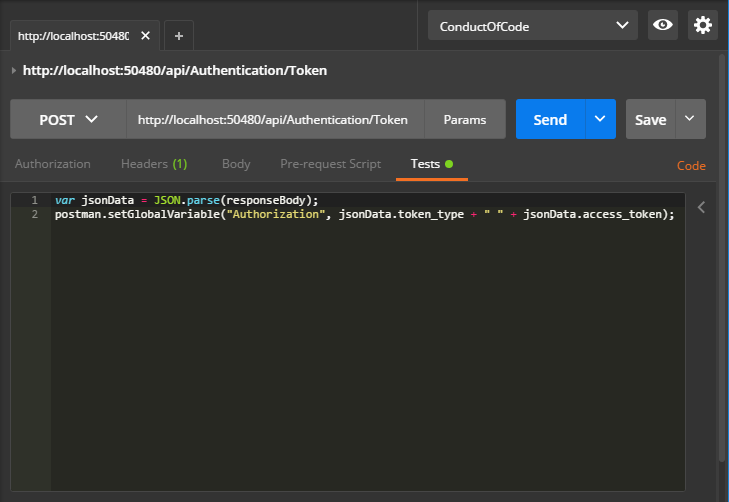 http://localhost:50480
ConductOfCode
http://localhost:50480/api/Authentication/Token
POST
http://localhost:50480/api/Authentication/Token
Params
Send
Save
Authorization
Headers (1)
Body
Pre-request Script
Tests
Code
1 var jsonData = JSON.parse(responseBody);
2 postman.setGlobalVariable("Authorization", jsonData.token_type + " " + jsonData.access_token);